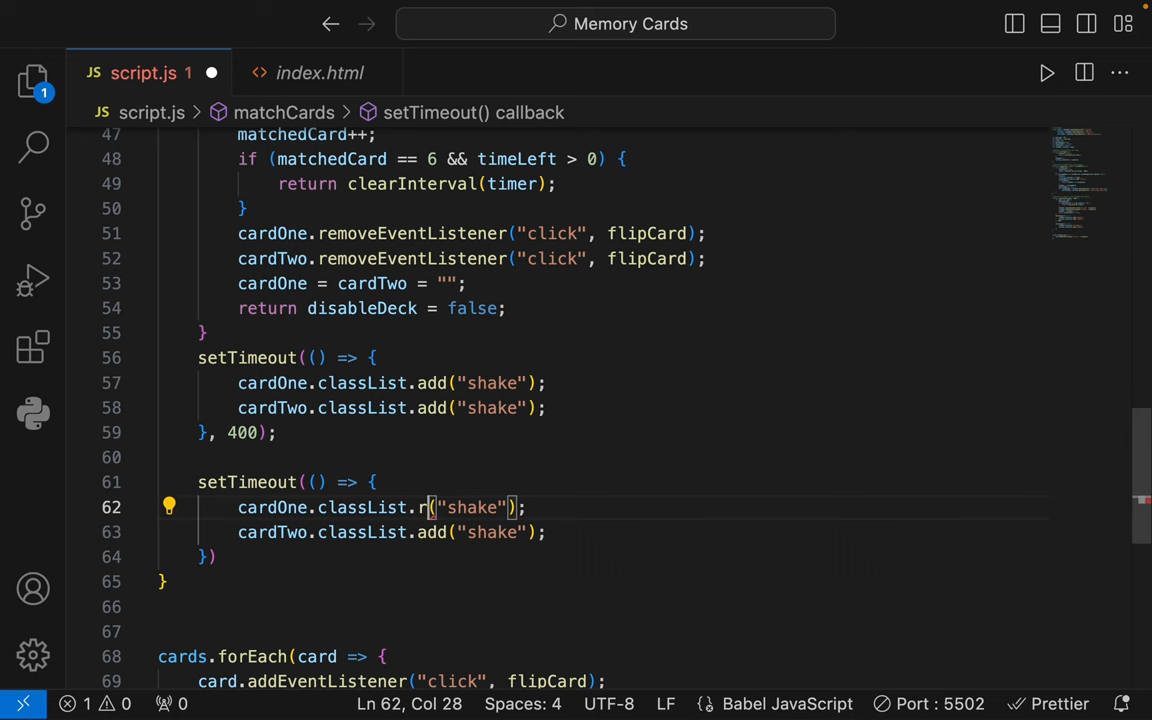 Memory Cards
JS script.js 1
<> index.html
JS script.js > matchCards > setTimeout() callback
47 matchedCard++;
48 if (matchedCard == 6 && timeLeft > 0) {
49 return clearInterval(timer);
50 }
51 cardOne.removeEventListener("click", flipCard);
52 cardTwo.removeEventListener("click", flipCard);
53 cardOne = cardTwo = "";
54 return disableDeck = false;
55 }
56 setTimeout(() => {
57 cardOne.classList.add("shake");
58 cardTwo.classList.add("shake");
59 }, 400);
60
61 setTimeout(() => {
62 cardOne.classList.r("shake");
63 cardTwo.classList.add("shake");
64 })
65 }
66
67
68 cards.forEach(card => {
69 card.addEventListener("click", flipCard);
1
1 0 0 Ln 62, Col 28 Spaces: 4 UTF-8 LF {} Babel JavaScript Port : 5502 Prettier